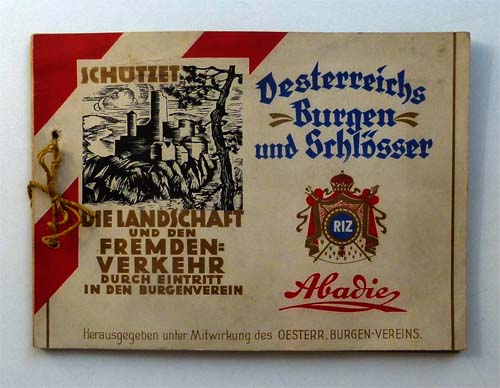 SCHÜTZET
DIE LANDSCHAFT
UND DEN
FREMDEN=
VERKEHR
DURCH EINTRITT
IN DEN BURGENVEREIN
Oesterreichs
Burgen
und Schlösser
RIZ
Abadie
Herausgegeben unter Mitwirkung des OESTERR. BURGEN-VEREINS.